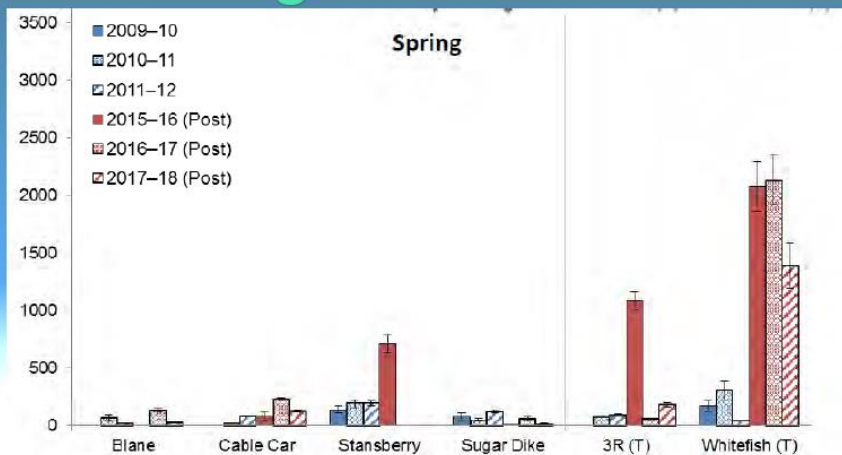 Spring
3500
3000
2500
2000
1500
1000
500
0
2009–10
2010–11
2011–12
2015–16 (Post)
2016–17 (Post)
2017–18 (Post)
Blane
Cable Car
Stansberry
Sugar Dike
3R (T)
Whitefish (T)